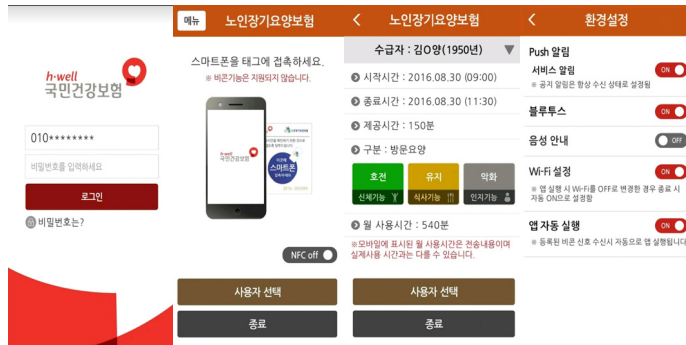 h·well
국민건강보험
010********
비밀번호를 입력하세요
로그인
비밀번호는?
메뉴
노인장기요양보험
스마트폰을 태그에 접촉하세요.
※ 비콘기능은 지원되지 않습니다.
h·well
국민건강보험
스마트폰
NFC off
사용자 선택
종료
노인장기요양보험
수급자 : 김O양(1950년)
시작시간 : 2016.08.30 (09:00)
종료시간 : 2016.08.30 (11:30)
제공시간 : 150분
구분 : 방문요양
호전 유지 악화
신체기능 식사기능 인지기능
월 사용시간 : 540분
※모바일에 표시된 월 사용시간은 전송내용이며
실제사용 시간과는 다를 수 있습니다.
사용자 선택
종료
환경설정
Push 알림
서비스 알림 ON
※ 공지 알림은 항상 수신 상태로 설정됨
블루투스 ON
음성 안내 OFF
Wi-Fi 설정 ON
※ 앱 실행 시 Wi-Fi를 OFF로 변경한 경우 종료 시
자동 ON으로 설정함
앱 자동 실행 ON
※ 등록된 비콘 신호 수신시 자동으로 앱 실행됩니다